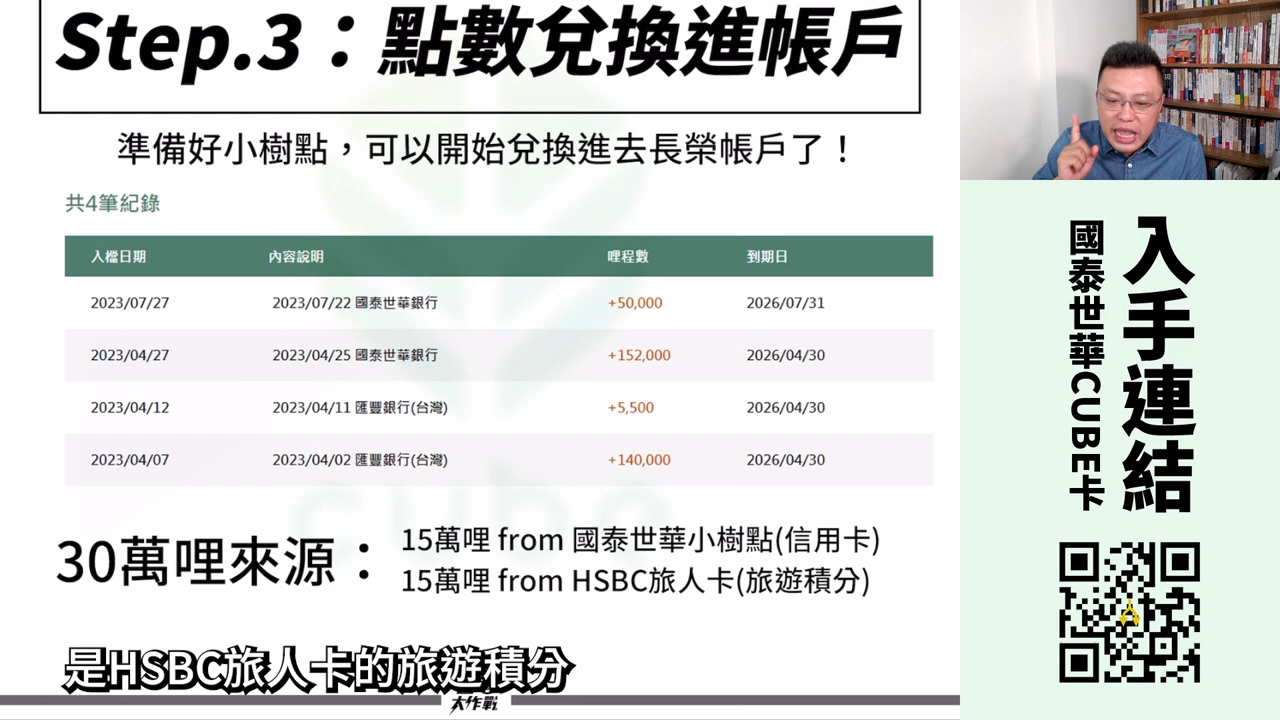 Step.3：點數兌換進帳戶
準備好小樹點，可以開始兌換進去長榮帳戶了！
共4筆紀錄
入檔日期 內容說明 哩程數 到期日
2023/07/27 2023/07/22 國泰世華銀行 +50,000 2026/07/31
2023/04/27 2023/04/25 國泰世華銀行 +152,000 2026/04/30
2023/04/12 2023/04/11 匯豐銀行(台灣) +5,500 2026/04/30
2023/04/07 2023/04/02 匯豐銀行(台灣) +140,000 2026/04/30
30萬哩來源：
15萬哩 from 國泰世華小樹點(信用卡)
15萬哩 from HSBC旅人卡(旅遊積分)
是HSBC旅人卡的旅遊積分
大作戰
入手連結
國泰世華CUBE卡
cube